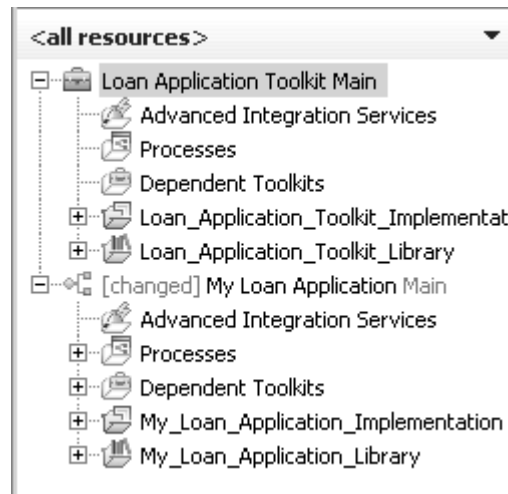 <all resources>
Loan Application Toolkit Main
Advanced Integration Services
Processes
Dependent Toolkits
Loan_Application_Toolkit_Implementat
Loan_Application_Toolkit_Library
[changed] My Loan Application Main
Advanced Integration Services
Processes
Dependent Toolkits
My_Loan_Application_Implementation
My_Loan_Application_Library